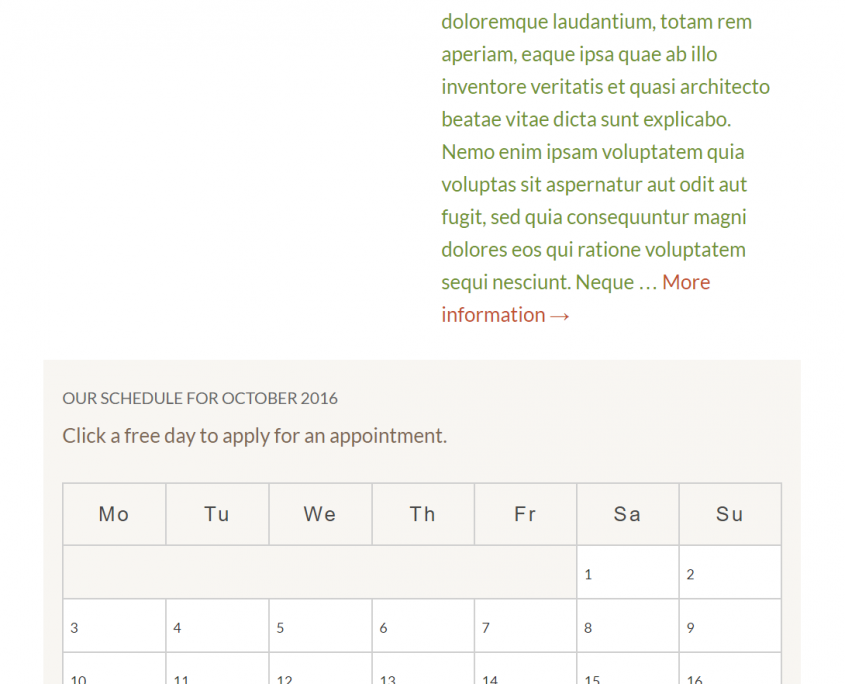 doloremque laudantium, totam rem
aperiam, eaque ipsa quae ab illo
inventore veritatis et quasi architecto
beatae vitae dicta sunt explicabo.
Nemo enim ipsam voluptatem quia
voluptas sit aspernatur aut odit aut
fugit, sed quia consequuntur magni
dolores eos qui ratione voluptatem
sequi nesciunt. Neque … More
information →
OUR SCHEDULE FOR OCTOBER 2016
Click a free day to apply for an appointment.
Mo Tu We Th Fr Sa Su
1 2
3 4 5 6 7 8 9
10 11 12 13 14 15 16